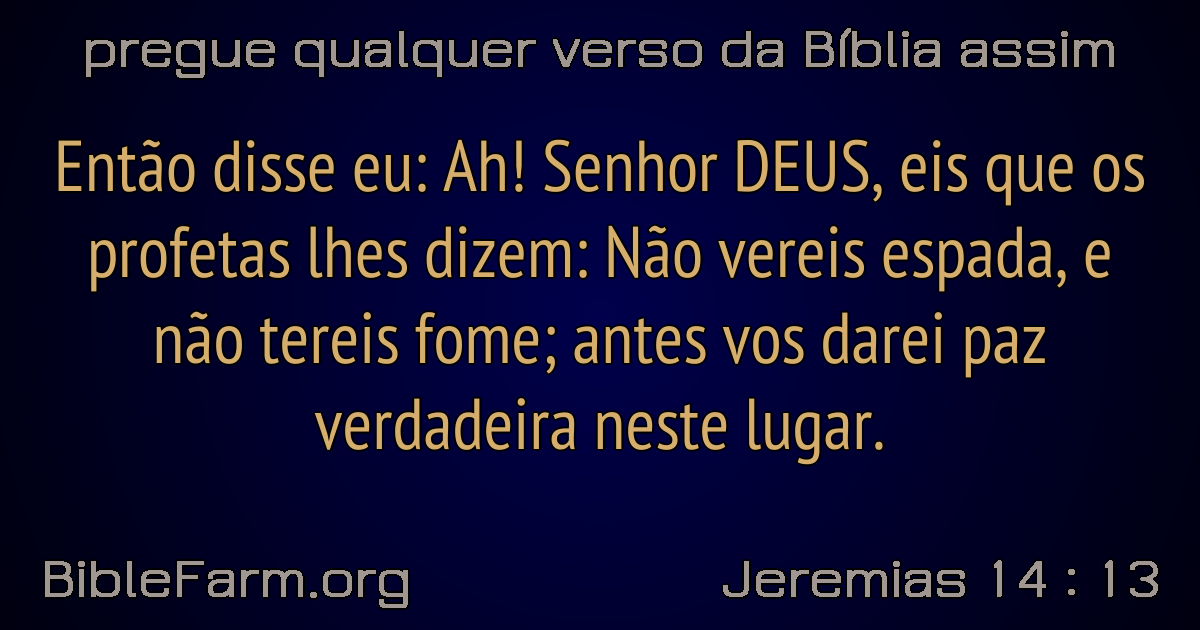 pregue qualquer verso da Bíblia assim
Então disse eu: Ah! Senhor DEUS, eis que os
profetas lhes dizem: Não vereis espada, e
não tereis fome; antes vos darei paz
verdadeira neste lugar.
BibleFarm.org
Jeremias 14 : 13